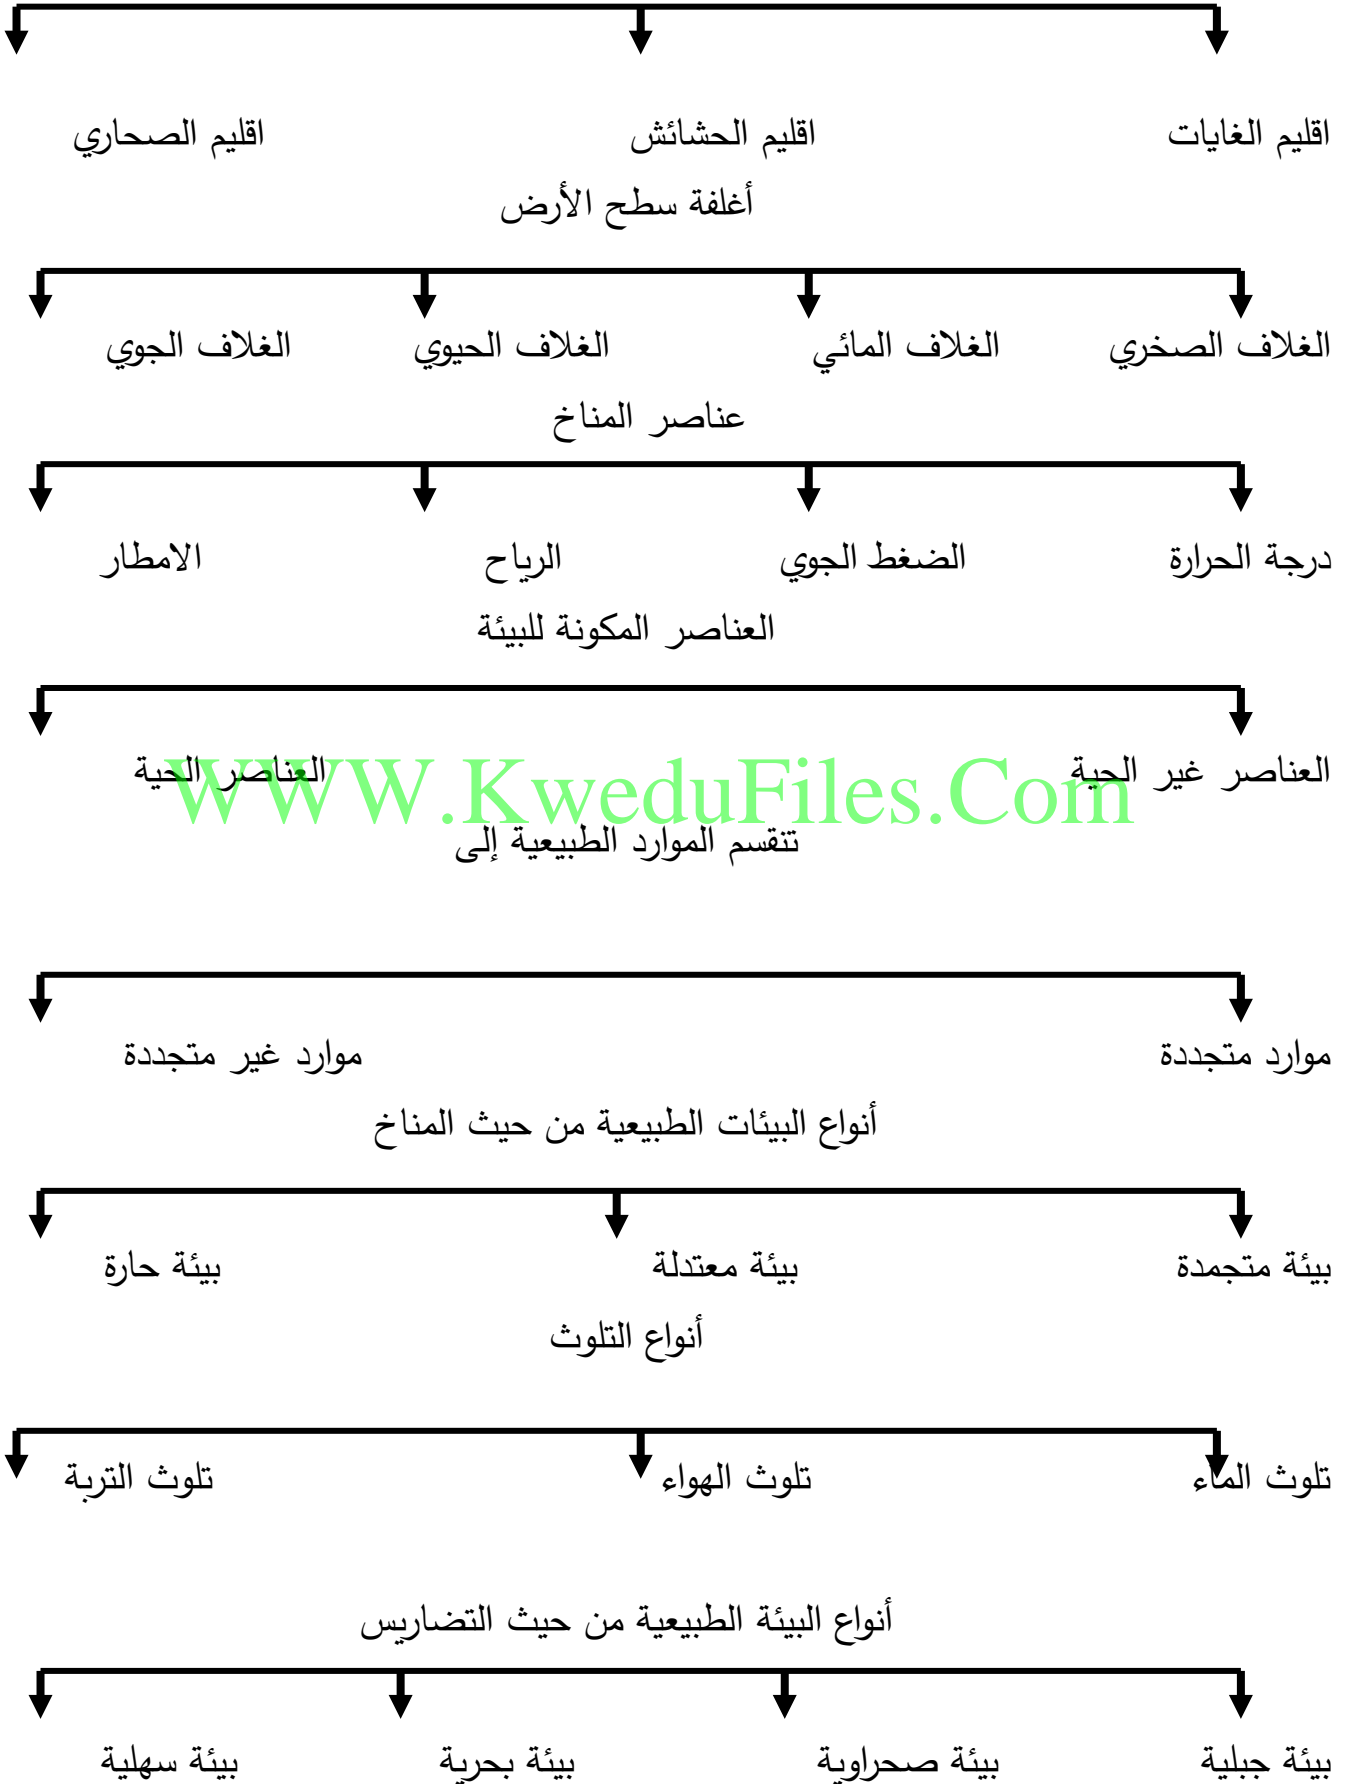 اقليم الغايات اقليم الحشائش اقليم الصحاري
أغلفة سطح الأرض
الغلاف الصخري الغلاف المائي الغلاف الحيوي الغلاف الجوي
عناصر المناخ
درجة الحرارة الضغط الجوي الرياح الامطار
العناصر المكونة للبيئة
العناصر غير الحية العناصر الحية
WWW.KweduFiles.Com
تنقسم الموارد الطبيعية إلى
موارد متجددة موارد غير متجددة
أنواع البيئات الطبيعية من حيث المناخ
بيئة متجمدة بيئة معتدلة بيئة حارة
أنواع التلوث
تلوث الماء تلوث الهواء تلوث التربة
أنواع البيئة الطبيعية من حيث التضاريس
بيئة جبلية بيئة صحراوية بيئة بحرية بيئة سهلية